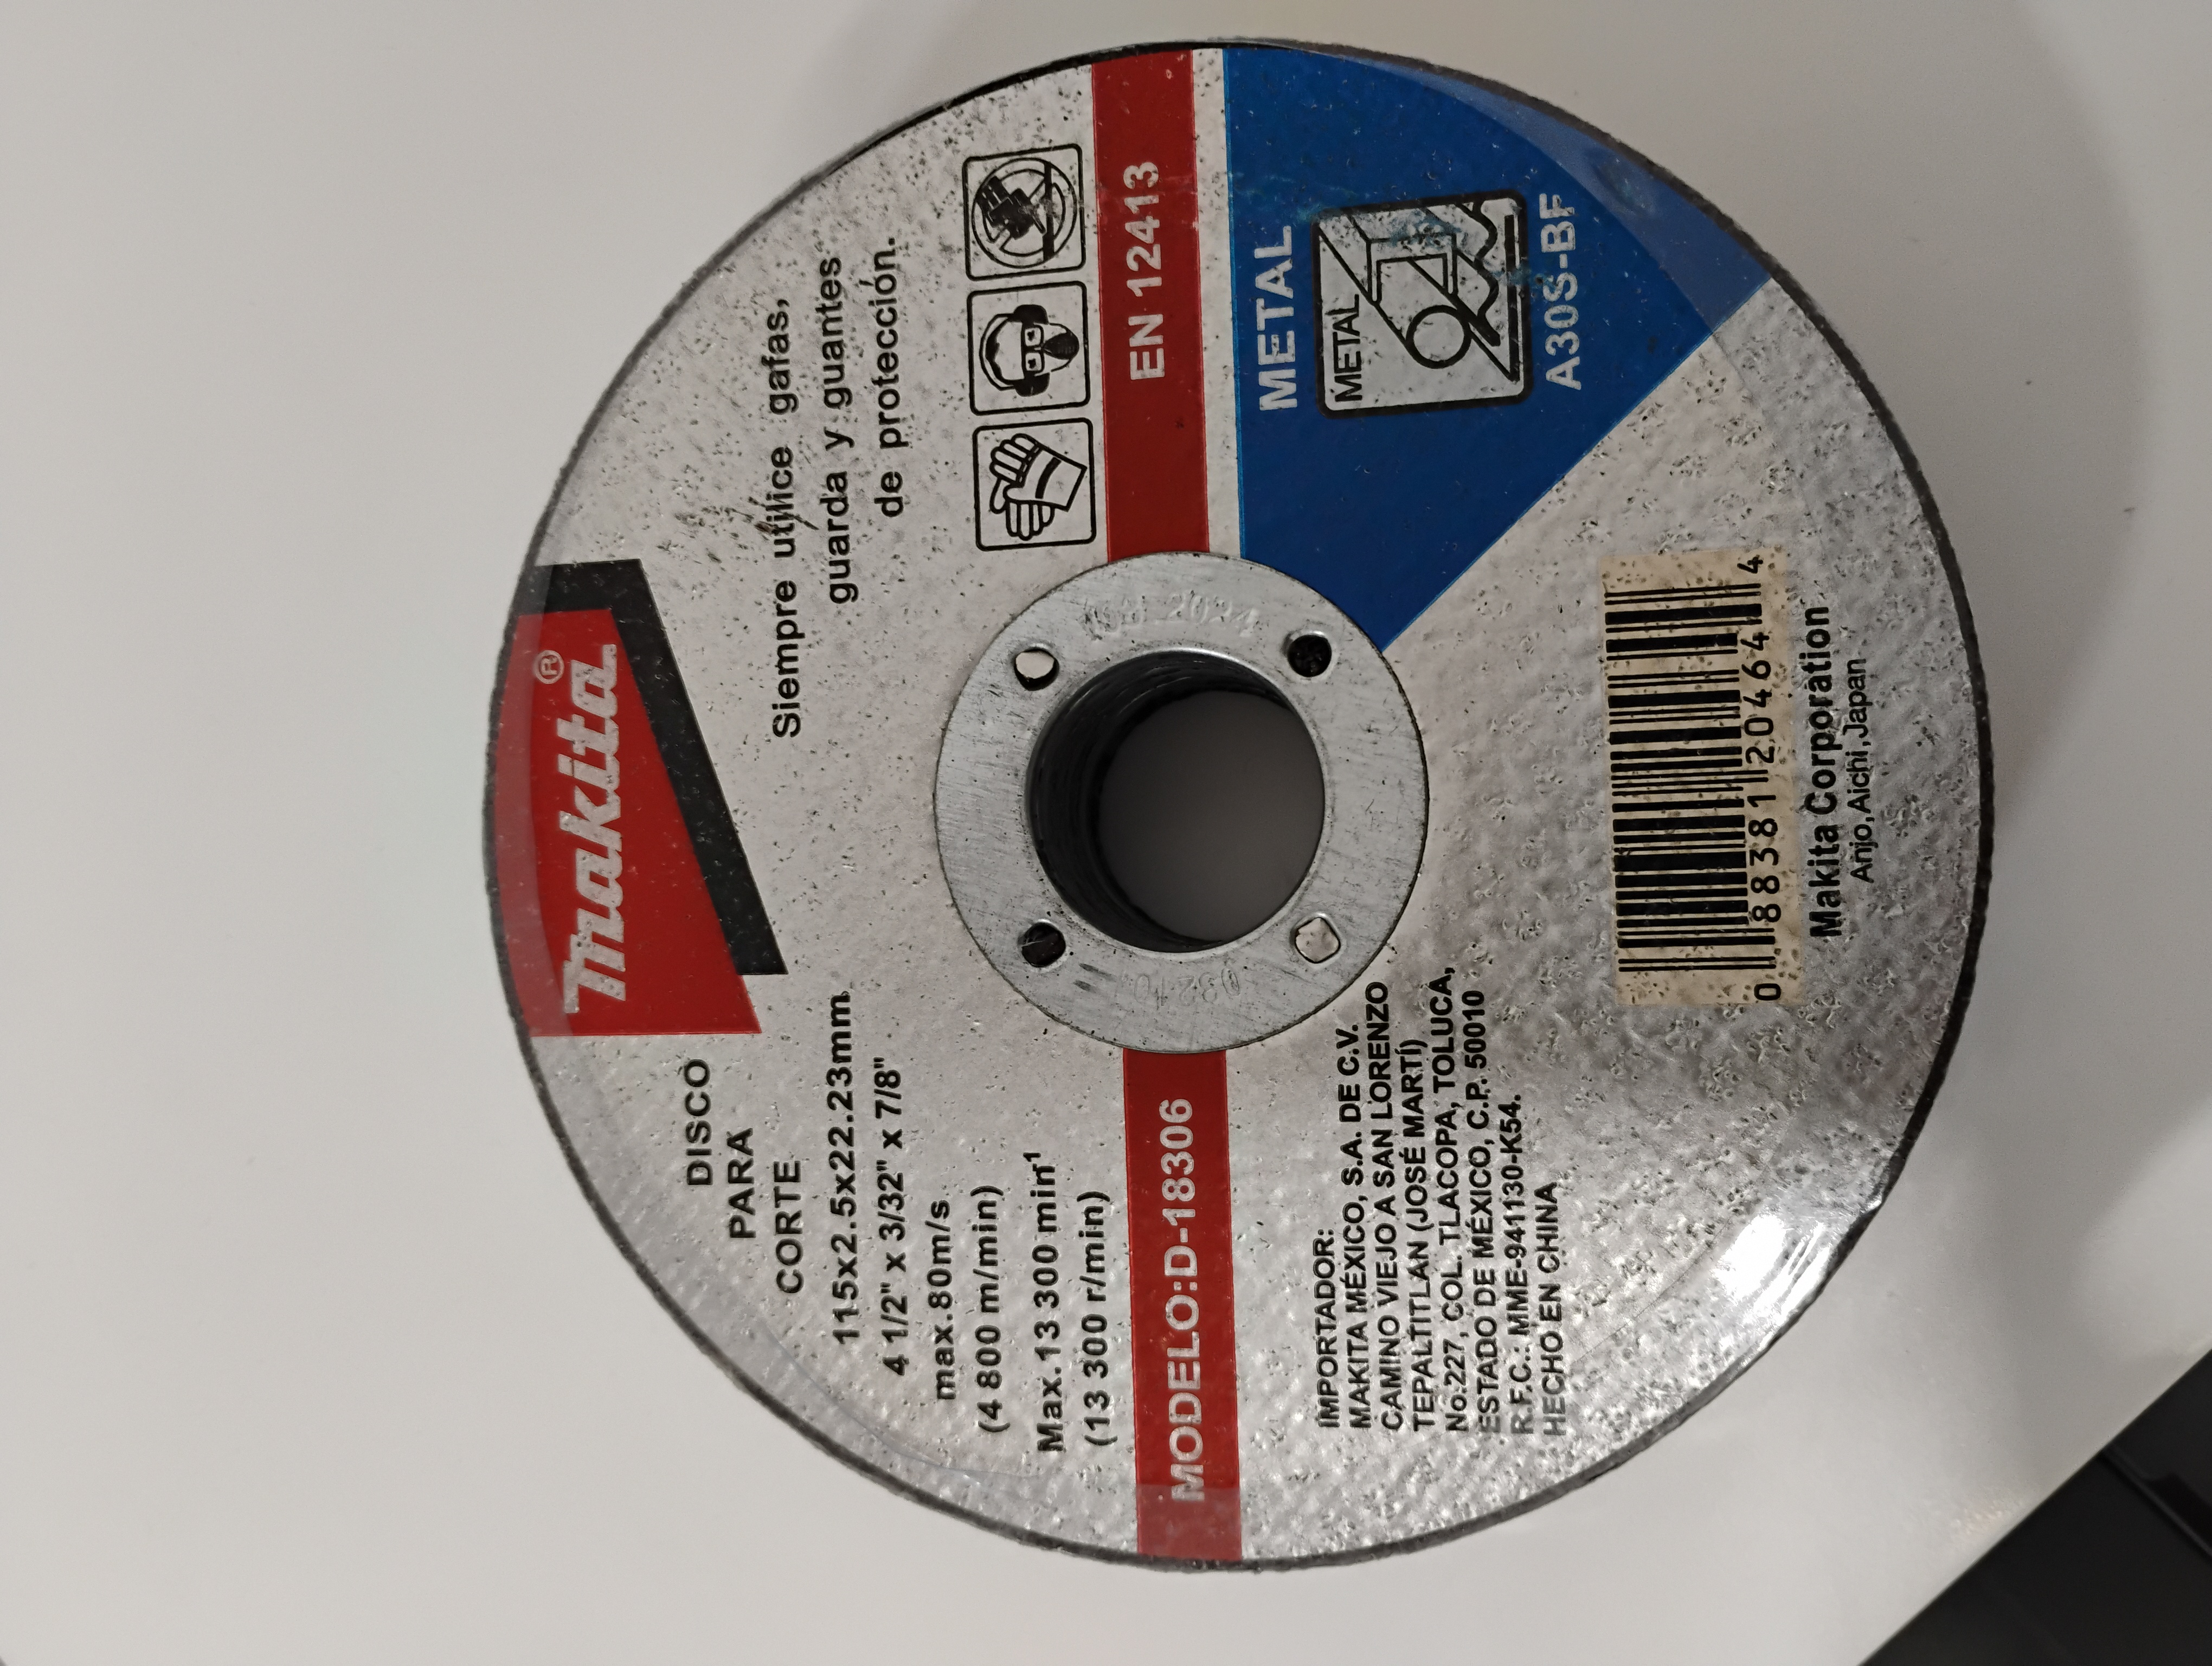 makita®
DISCO
PARA
CORTE
115x2.5x22.23mm
4 1/2" x 3/32" x 7/8"
max.80m/s
(4 800 m/min)
Max.13 300 min⁻¹
(13 300 r/min)
Siempre utilice gafas,
guarda y guantes
de protección.
MODELO:D-18306
EN 12413
IMPORTADOR:
MAKITA MÉXICO, S.A. DE C.V.
CAMINO VIEJO A SAN LORENZO
TEPALTITLAN (JOSÉ MARTÍ)
No.227, COL. TLACOPA, TOLUCA,
ESTADO DE MÉXICO, C.P. 50010
R.F.C.: MME-941130-K54.
HECHO EN CHINA
METAL
METAL
A30S-BF
2024
0 88381 20464 4
Makita Corporation
Anjo,Aichi,Japan